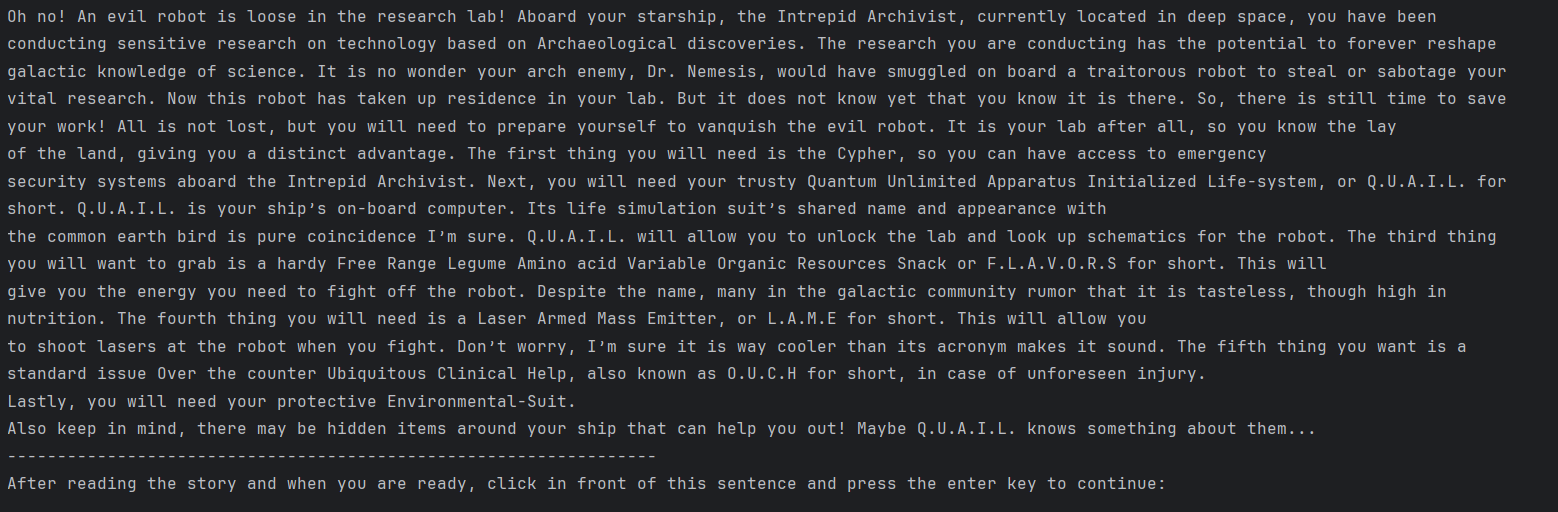 Oh no! An evil robot is loose in the research lab! Aboard your starship, the Intrepid Archivist, currently located in deep space, you have been
conducting sensitive research on technology based on Archaeological discoveries. The research you are conducting has the potential to forever reshape
galactic knowledge of science. It is no wonder your arch enemy, Dr. Nemesis, would have smuggled on board a traitorous robot to steal or sabotage your
vital research. Now this robot has taken up residence in your lab. But it does not know yet that you know it is there. So, there is still time to save
your work! All is not lost, but you will need to prepare yourself to vanquish the evil robot. It is your lab after all, so you know the lay
of the land, giving you a distinct advantage. The first thing you will need is the Cypher, so you can have access to emergency
security systems aboard the Intrepid Archivist. Next, you will need your trusty Quantum Unlimited Apparatus Initialized Life-system, or Q.U.A.I.L. for
short. Q.U.A.I.L. is your ship’s on-board computer. Its life simulation suit’s shared name and appearance with
the common earth bird is pure coincidence I’m sure. Q.U.A.I.L. will allow you to unlock the lab and look up schematics for the robot. The third thing
you will want to grab is a hardy Free Range Legume Amino acid Variable Organic Resources Snack or F.L.A.V.O.R.S for short. This will
give you the energy you need to fight off the robot. Despite the name, many in the galactic community rumor that it is tasteless, though high in
nutrition. The fourth thing you will need is a Laser Armed Mass Emitter, or L.A.M.E for short. This will allow you
to shoot lasers at the robot when you fight. Don’t worry, I’m sure it is way cooler than its acronym makes it sound. The fifth thing you want is a
standard issue Over the counter Ubiquitous Clinical Help, also known as O.U.C.H for short, in case of unforeseen injury.
Lastly, you will need your protective Environmental-Suit.
Also keep in mind, there may be hidden items around your ship that can help you out! Maybe Q.U.A.I.L. knows something about them...
-----------------------------------------------------------------
After reading the story and when you are ready, click in front of this sentence and press the enter key to continue: